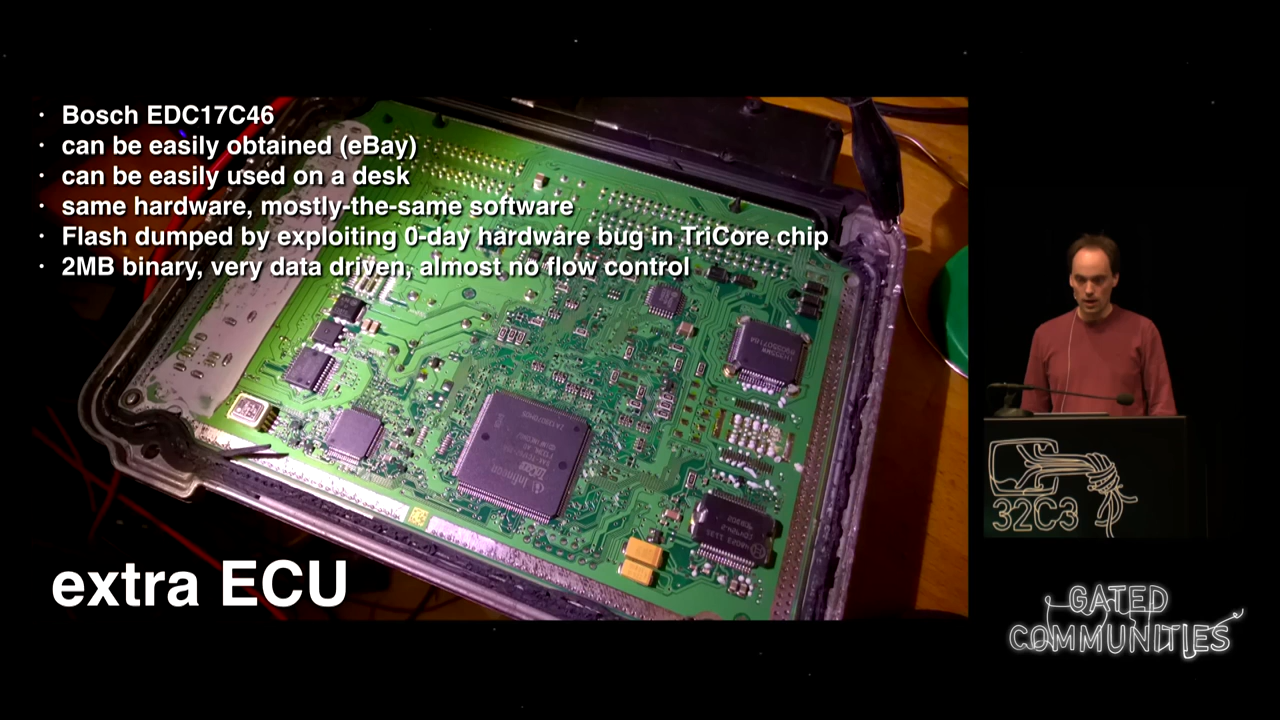 · Bosch EDC17C46
· can be easily obtained (eBay)
· can be easily used on a desk
· same hardware, mostly-the-same software
· Flash dumped by exploiting 0-day hardware bug in TriCore chip
· 2MB binary, very data driven, almost no flow control
extra ECU
Infineon
32C3
GATED
COMMUNITIES